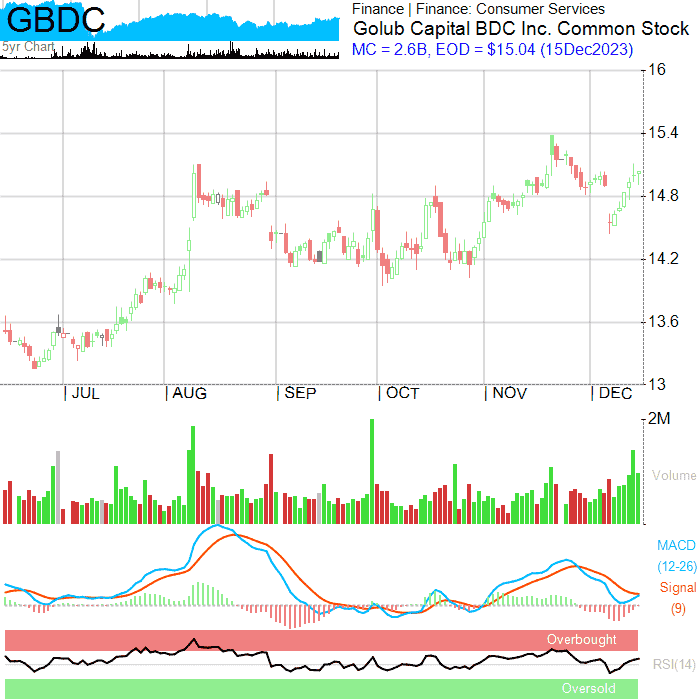 GBDC
5yr Chart
Finance | Finance: Consumer Services
Golub Capital BDC Inc. Common Stock
MC = 2.6B, EOD = $15.04 (15Dec2023)
16
15.4
14.8
14.2
13.6
13
| JUL | AUG | SEP | OCT | NOV | DEC
2M
Volume
MACD
(12-26)
Signal
(9)
Overbought
RSI(14)
Oversold